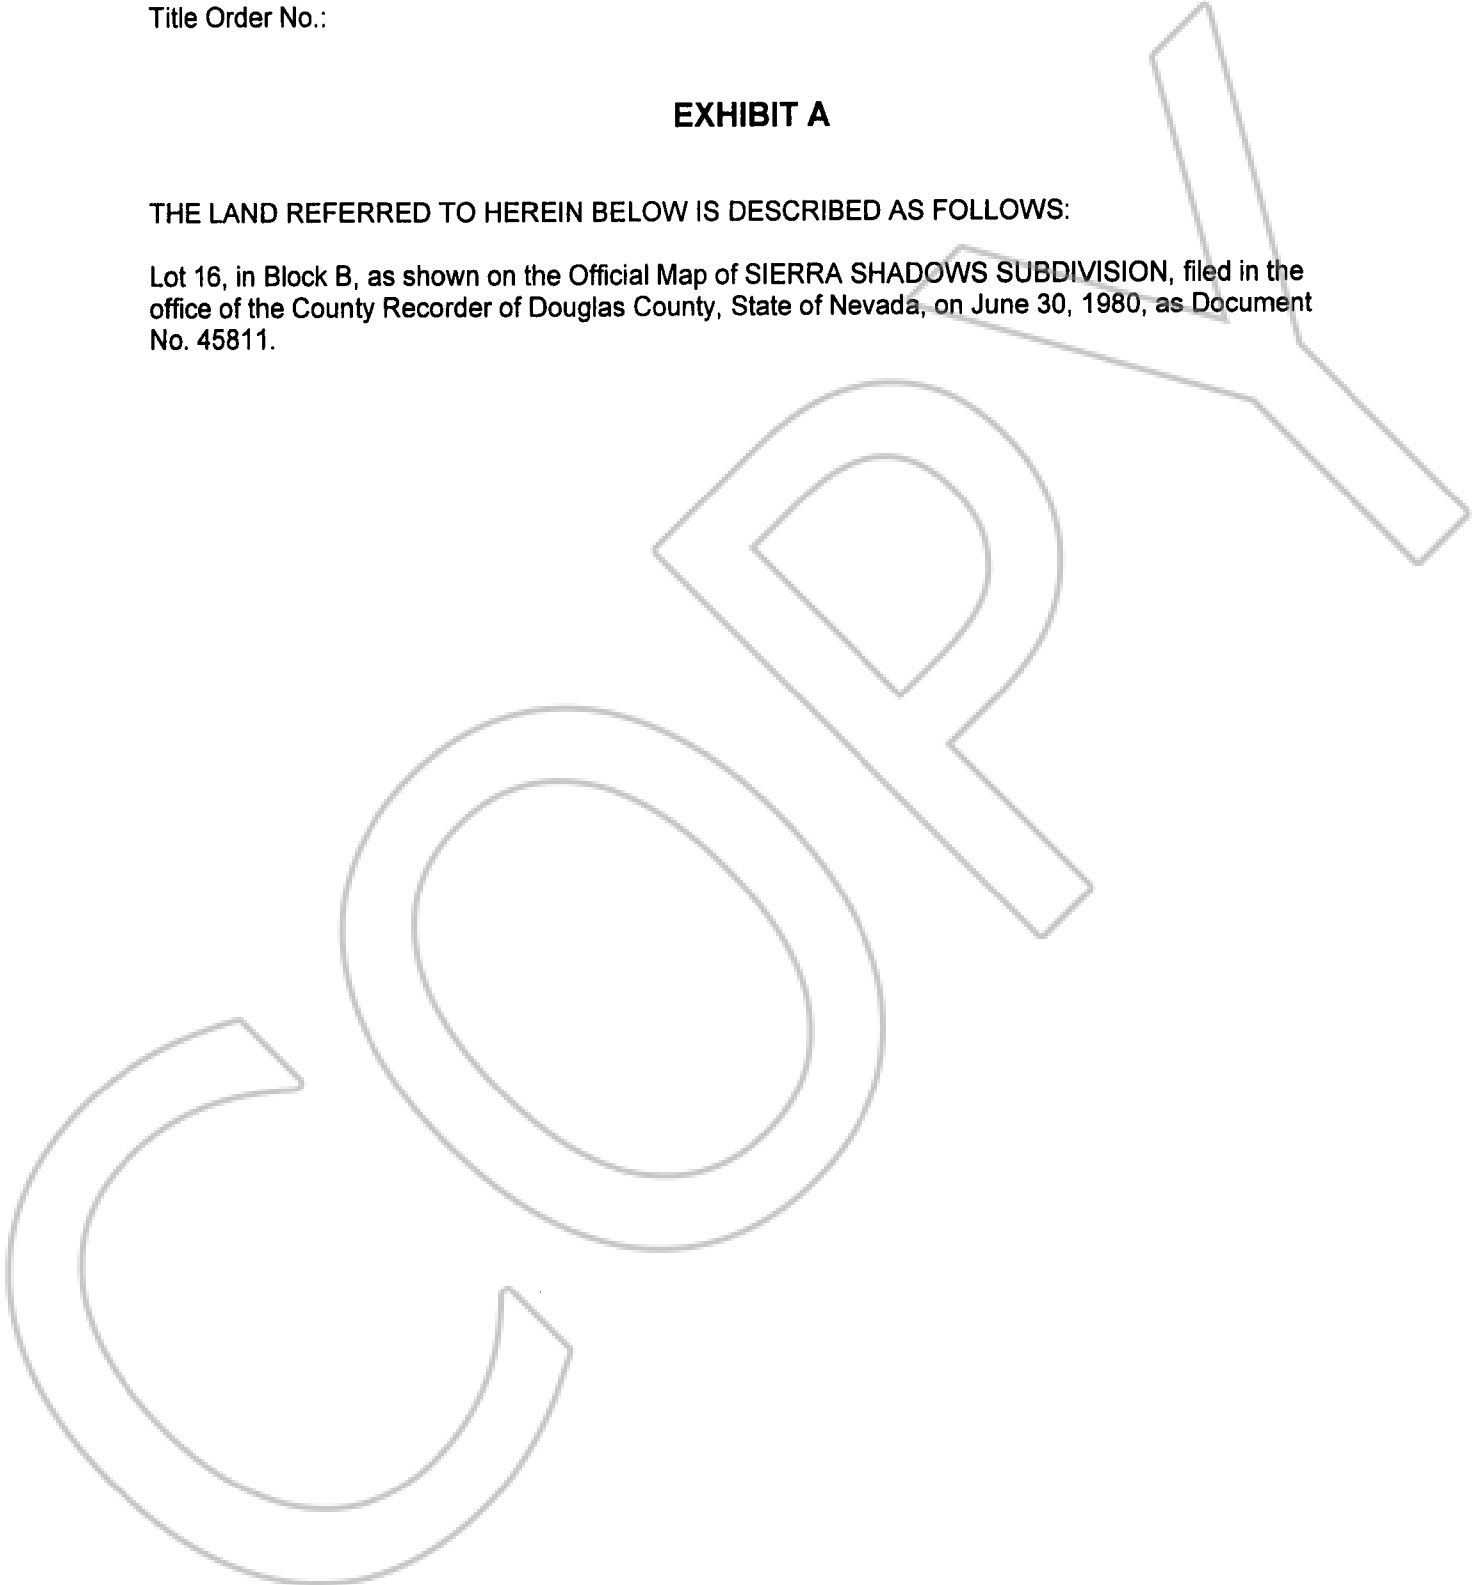 Title Order No.:
EXHIBIT A
THE LAND REFERRED TO HEREIN BELOW IS DESCRIBED AS FOLLOWS:
Lot 16, in Block B, as shown on the Official Map of SIERRA SHADOWS SUBDIVISION, filed in the
office of the County Recorder of Douglas County, State of Nevada, on June 30, 1980, as Document
No. 45811.
COPY